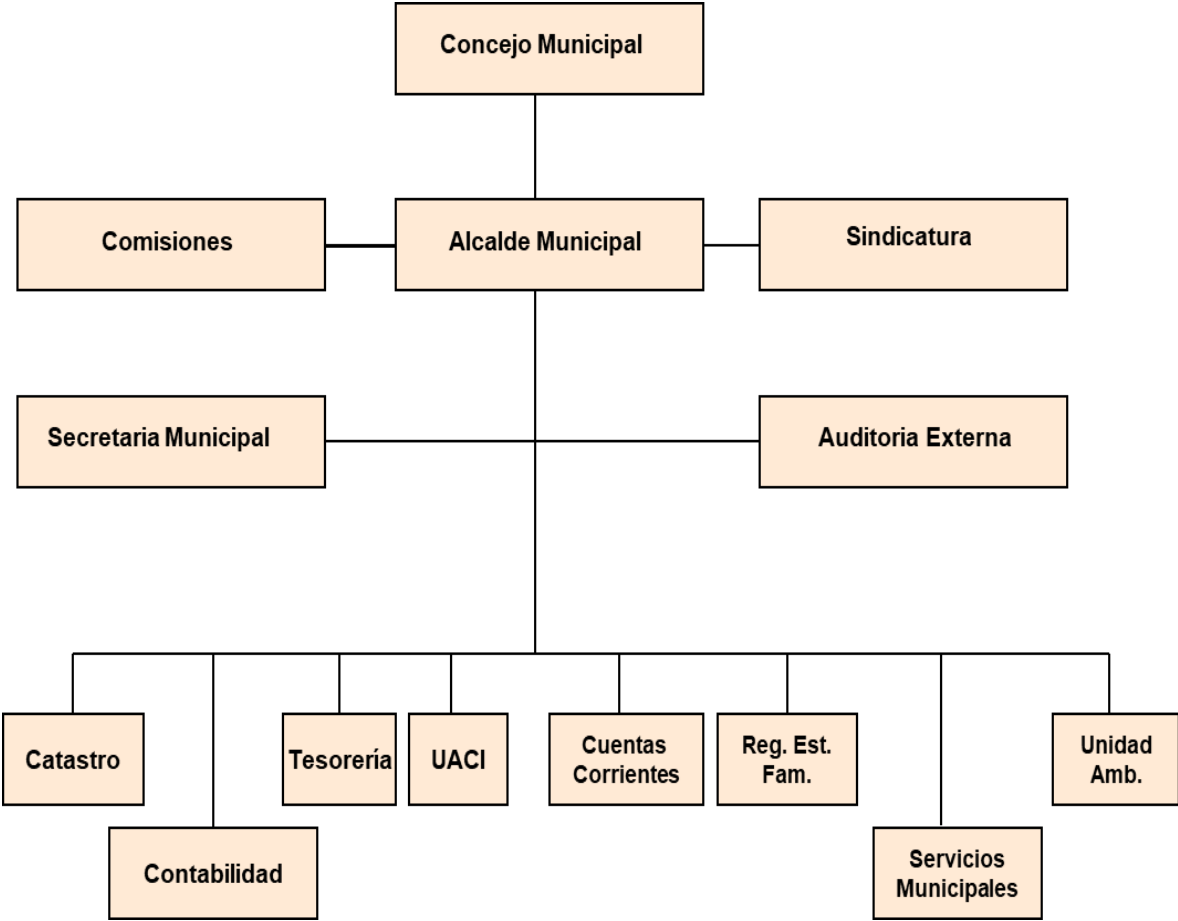 Concejo Municipal
Comisiones
Alcalde Municipal
Sindicatura
Secretaria Municipal
Auditoria Externa
Catastro
Tesorería
UACI
Cuentas
Corrientes
Reg. Est.
Fam.
Unidad
Amb.
Contabilidad
Servicios
Municipales